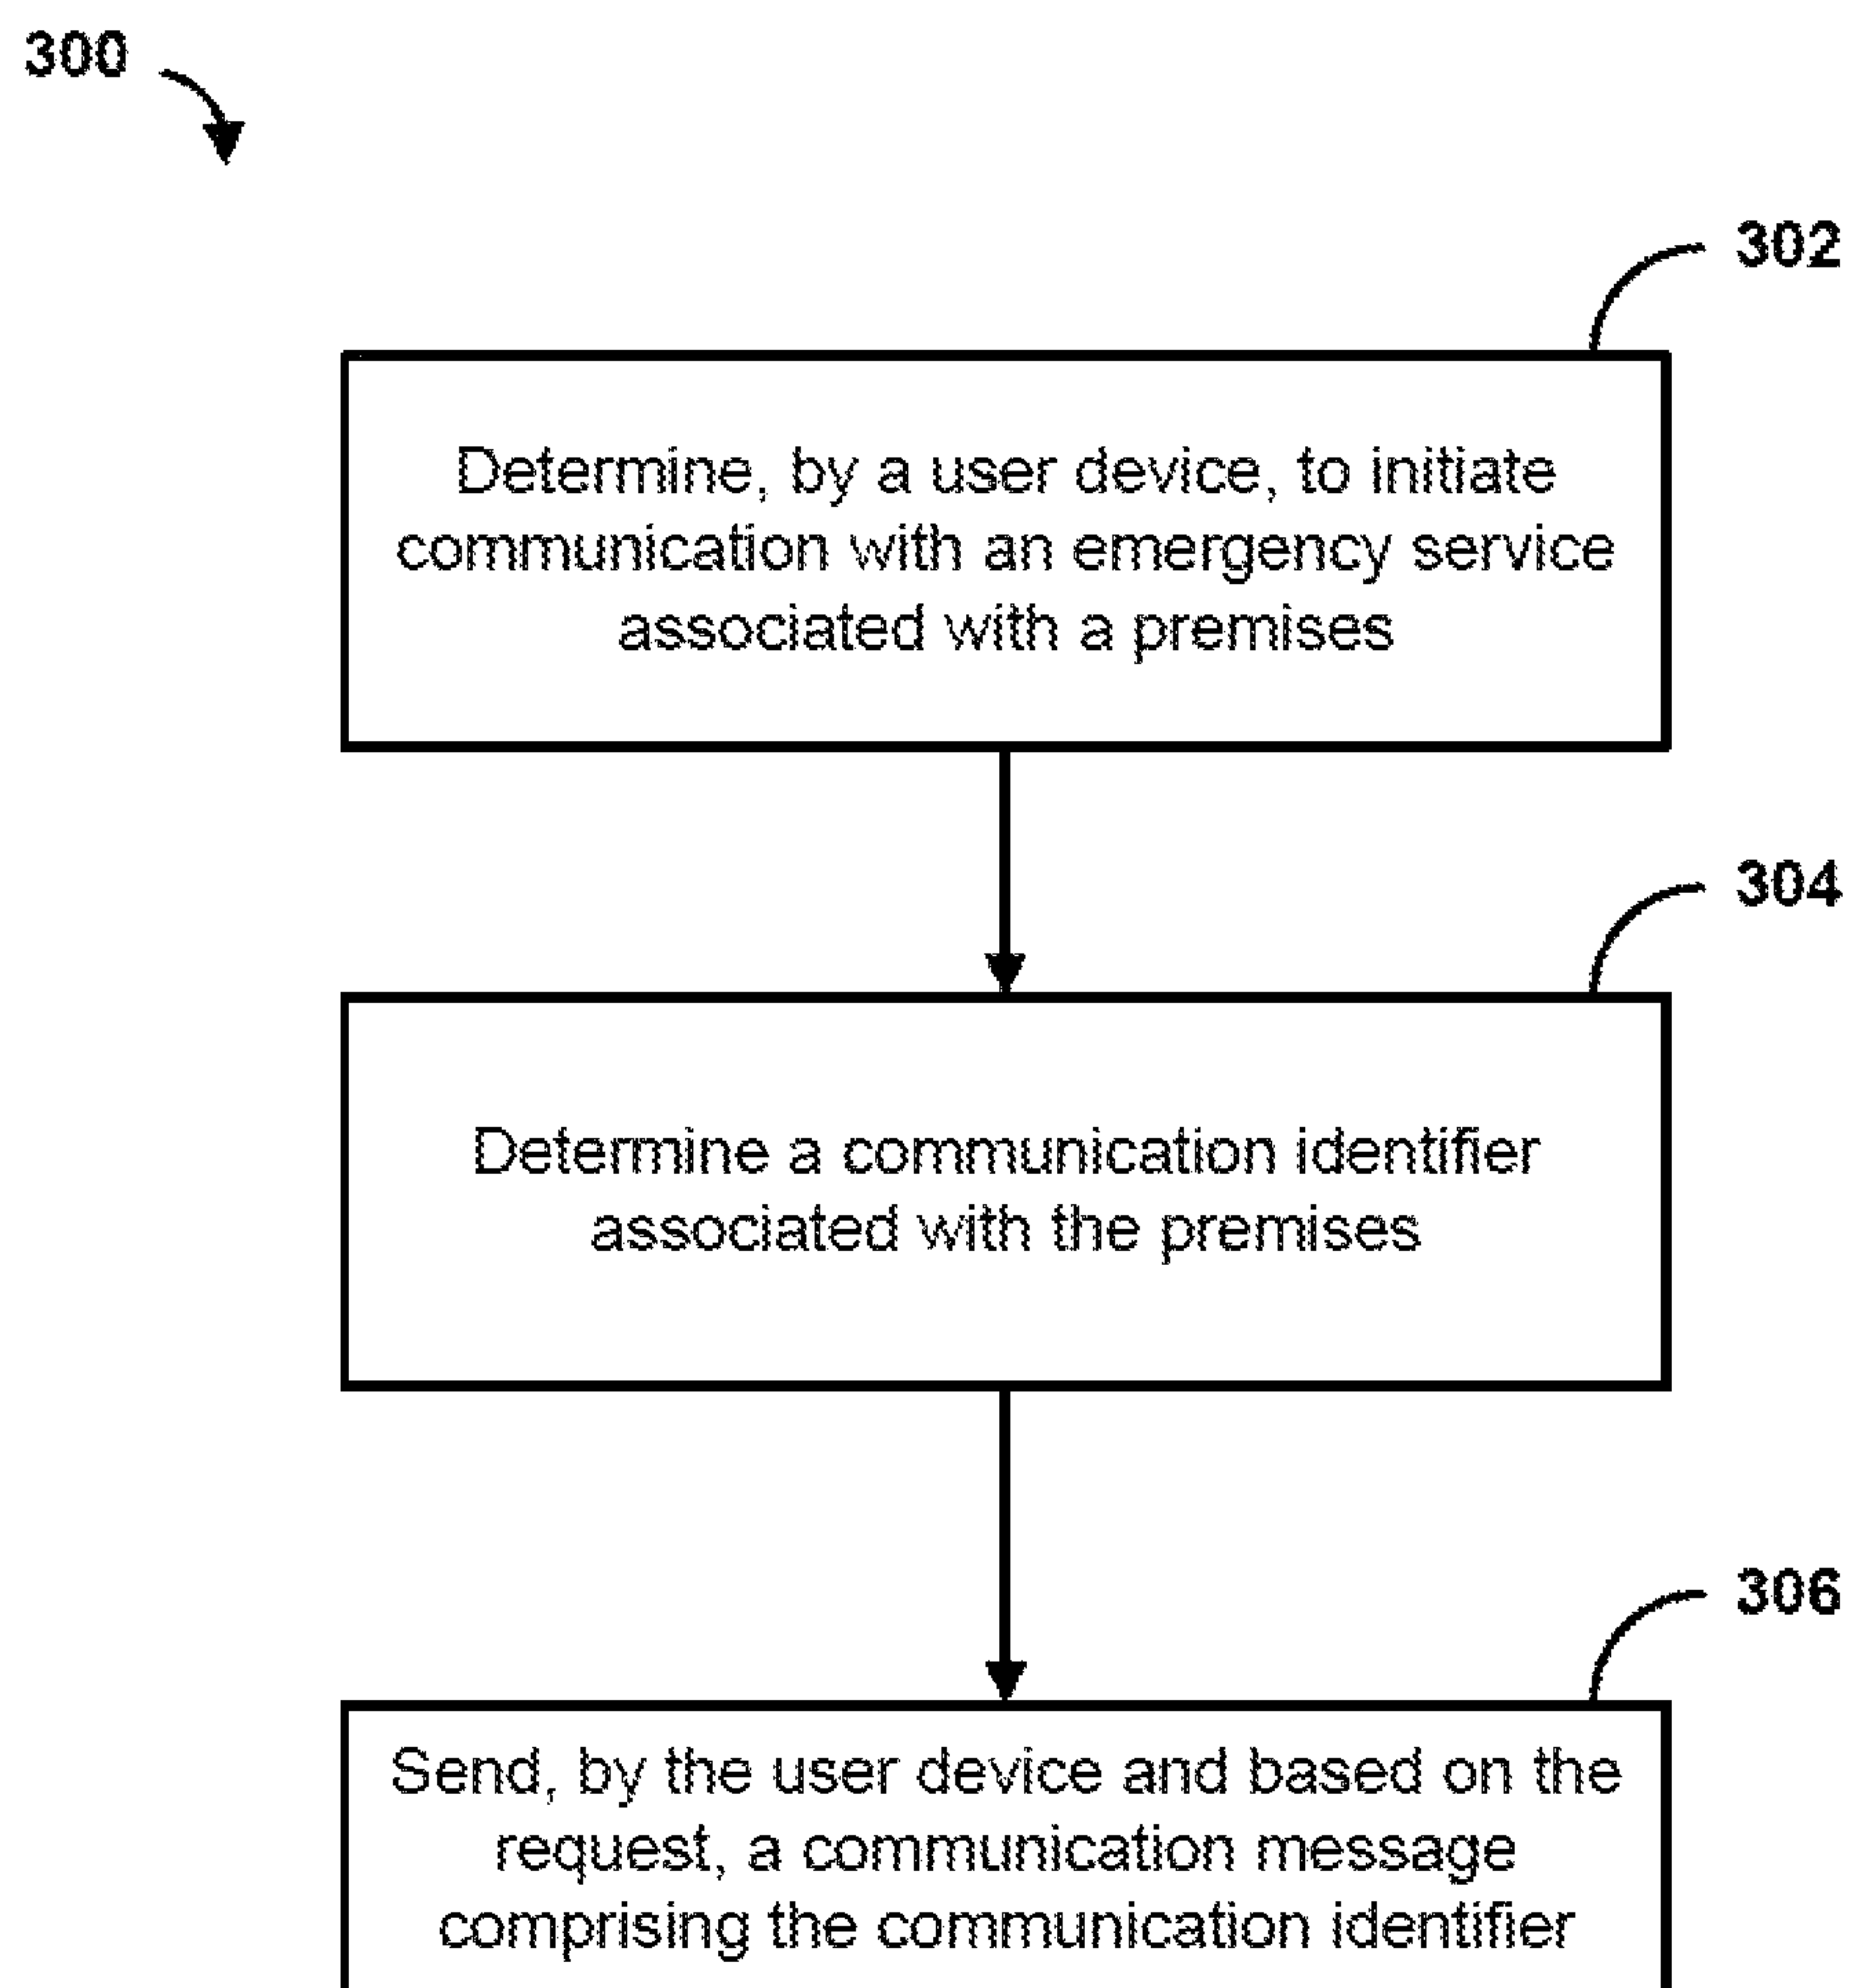 300
302
Determine, by a user device, to initiate
communication with an emergency service
associated with a premises
304
Determine a communication identifier
associated with the premises
306
Send, by the user device and based on the
request, a communication message
comprising the communication identifier